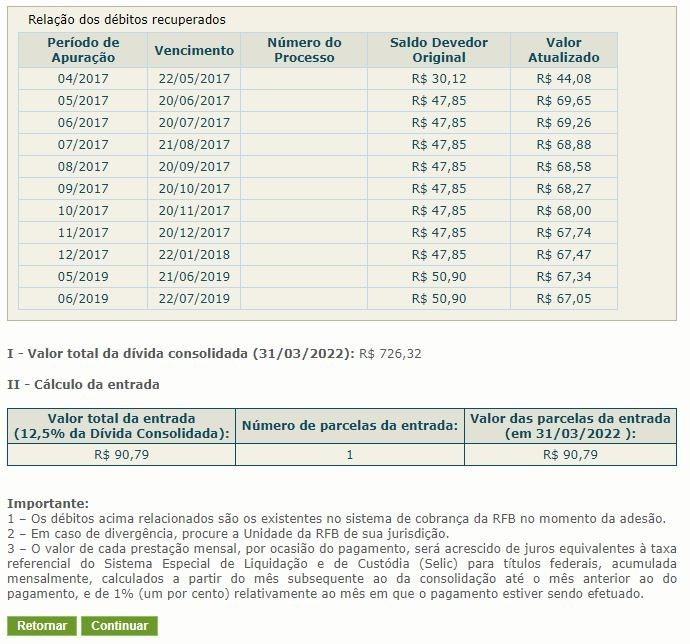 Relação dos débitos recuperados
Período de Apuração Vencimento Número do Processo Saldo Devedor Original Valor Atualizado
04/2017 22/05/2017 R$ 30,12 R$ 44,08
05/2017 20/06/2017 R$ 47,85 R$ 69,65
06/2017 20/07/2017 R$ 47,85 R$ 69,26
07/2017 21/08/2017 R$ 47,85 R$ 68,88
08/2017 20/09/2017 R$ 47,85 R$ 68,58
09/2017 20/10/2017 R$ 47,85 R$ 68,27
10/2017 20/11/2017 R$ 47,85 R$ 68,00
11/2017 20/12/2017 R$ 47,85 R$ 67,74
12/2017 22/01/2018 R$ 47,85 R$ 67,47
05/2019 21/06/2019 R$ 50,90 R$ 67,34
06/2019 22/07/2019 R$ 50,90 R$ 67,05
I - Valor total da dívida consolidada (31/03/2022): R$ 726,32
II - Cálculo da entrada
Valor total da entrada (12,5% da Dívida Consolidada): Número de parcelas da entrada: Valor das parcelas da entrada (em 31/03/2022 ):
R$ 90,79 1 R$ 90,79
Importante:
1 – Os débitos acima relacionados são os existentes no sistema de cobrança da RFB no momento da adesão.
2 – Em caso de divergência, procure a Unidade da RFB de sua jurisdição.
3 – O valor de cada prestação mensal, por ocasião do pagamento, será acrescido de juros equivalentes à taxa
referencial do Sistema Especial de Liquidação e de Custódia (Selic) para títulos federais, acumulada
mensalmente, calculados a partir do mês subsequente ao da consolidação até o mês anterior ao do
pagamento, e de 1% (um por cento) relativamente ao mês em que o pagamento estiver sendo efetuado.
Retornar Continuar